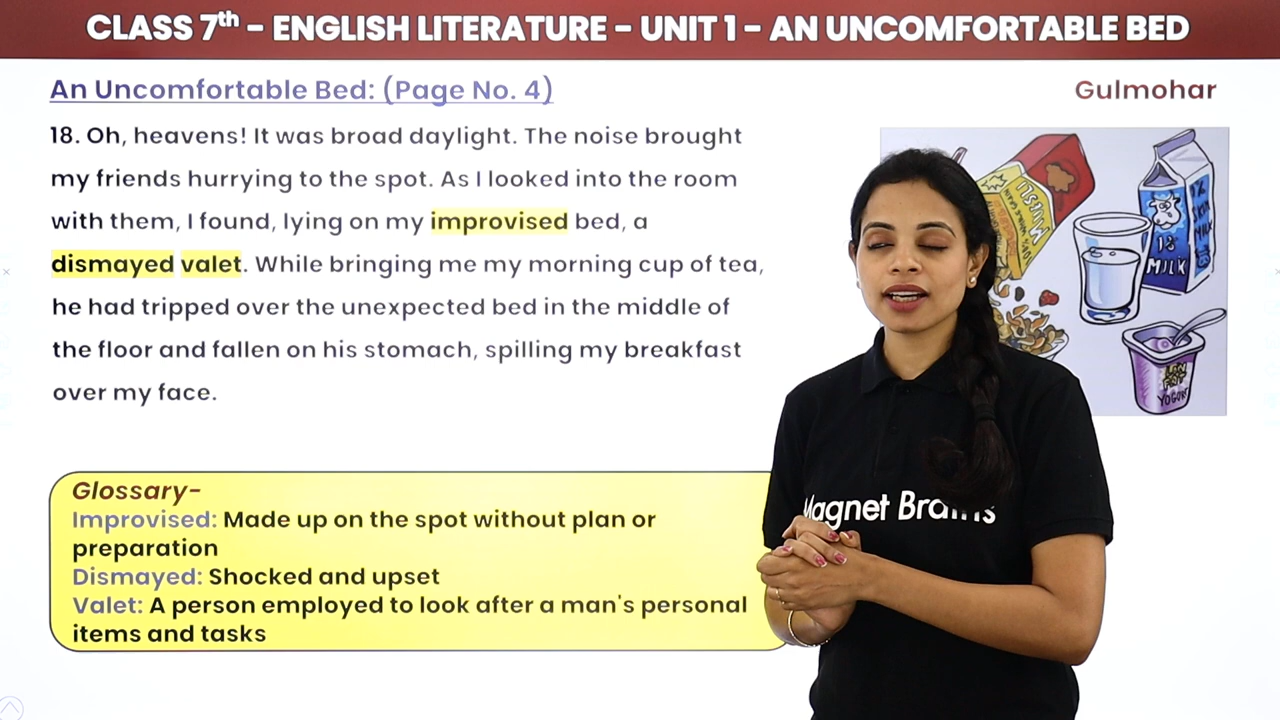 CLASS 7th - ENGLISH LITERATURE - UNIT 1 - AN UNCOMFORTABLE BED
An Uncomfortable Bed: (Page No. 4)
Gulmohar
18. Oh, heavens! It was broad daylight. The noise brought
my friends hurrying to the spot. As I looked into the room
with them, I found, lying on my improvised bed, a
dismayed valet. While bringing me my morning cup of tea,
he had tripped over the unexpected bed in the middle of
the floor and fallen on his stomach, spilling my breakfast
over my face.
MUESLI
MILK
YOGURT
Glossary-
Improvised: Made up on the spot without plan or
preparation
Dismayed: Shocked and upset
Valet: A person employed to look after a man's personal
items and tasks
Magnet Brains